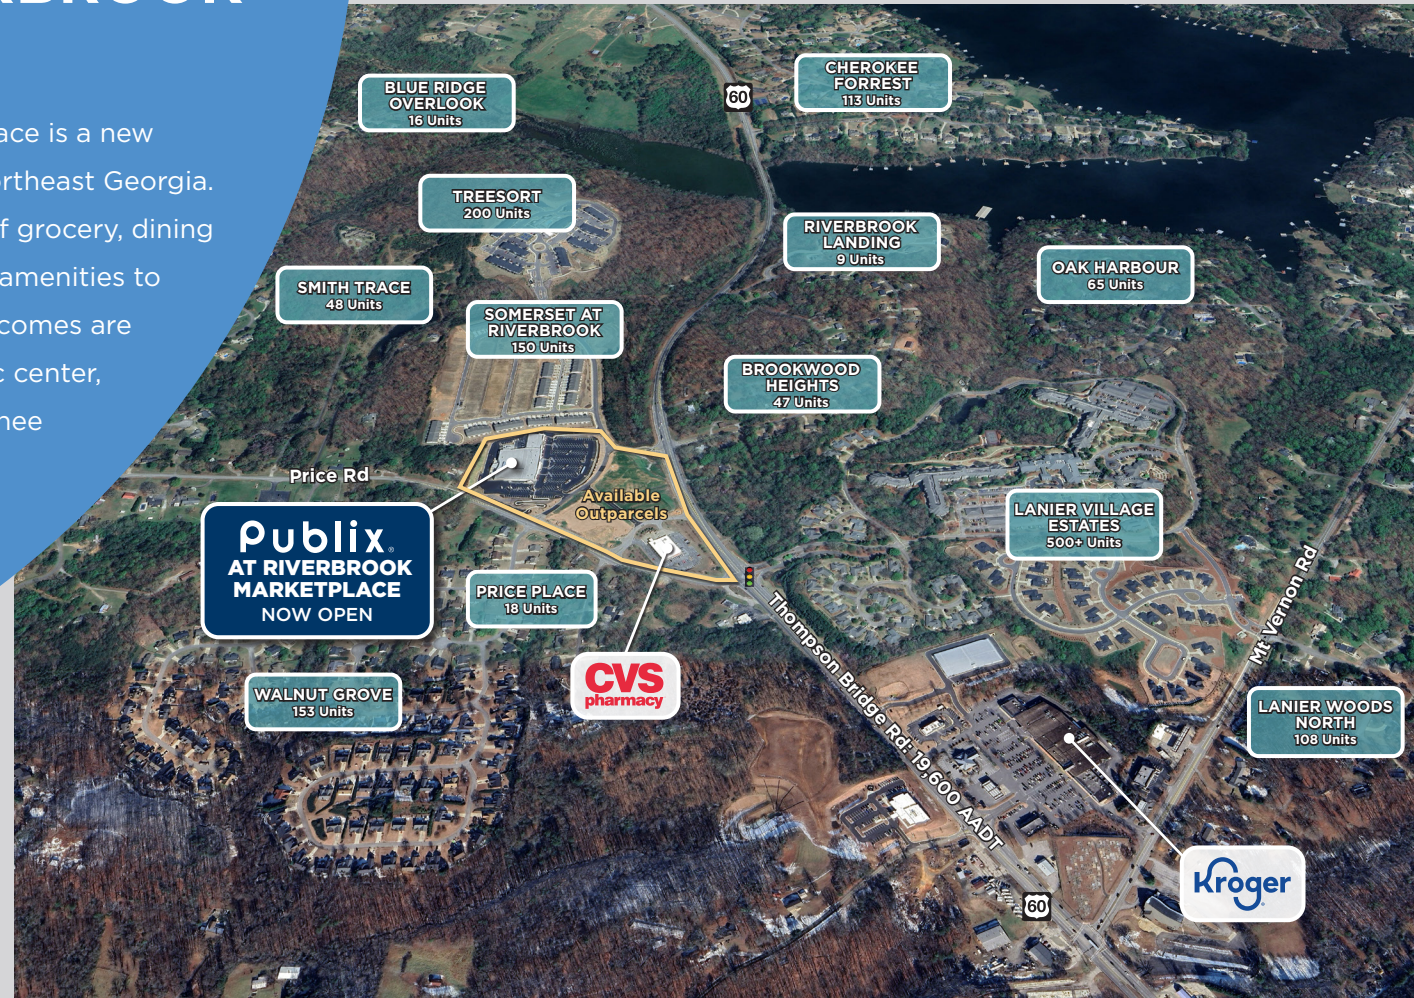 ace is a new
ortheast Georgia.
f grocery, dining
amenities to
comes are
c center,
nee
60
CHEROKEE
FORREST
113 Units
BLUE RIDGE
OVERLOOK
16 Units
TREESORT
200 Units
RIVERBROOK
LANDING
9 Units
OAK HARBOUR
65 Units
SMITH TRACE
48 Units
SOMERSET AT
RIVERBROOK
150 Units
BROOKWOOD
HEIGHTS
47 Units
Price Rd
Available
Outparcels
Publix®
AT RIVERBROOK
MARKETPLACE
NOW OPEN
LANIER VILLAGE
ESTATES
500+ Units
PRICE PLACE
18 Units
Mt Vernon Rd
Thompson Bridge Rd: 19,600 AADT
CVS
pharmacy
WALNUT GROVE
153 Units
LANIER WOODS
NORTH
108 Units
Kroger
60